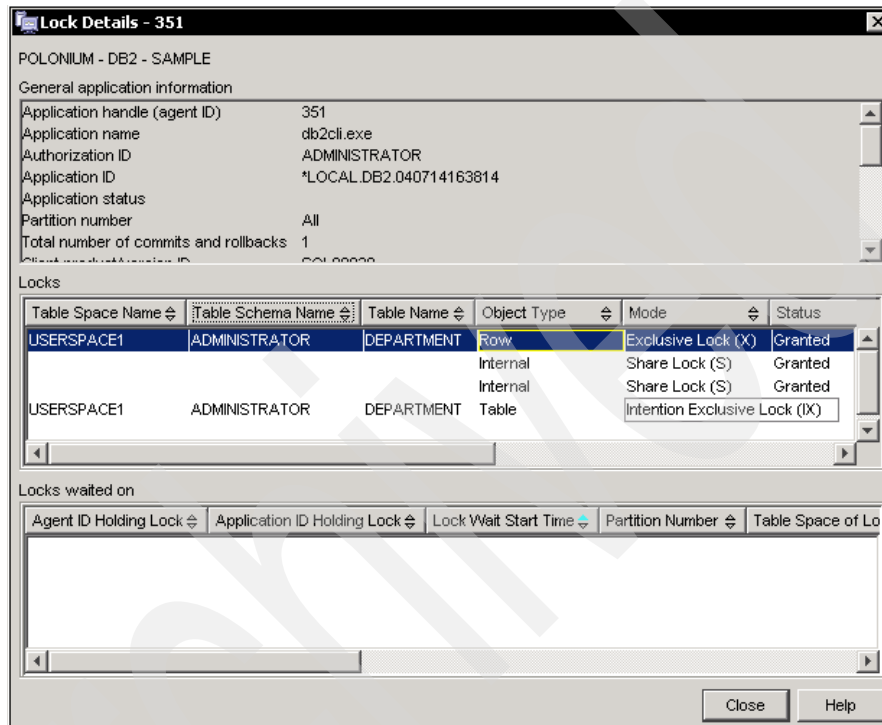 Lock Details - 351
POLONIUM - DB2 - SAMPLE
General application information
Application handle (agent ID) 351
Application name db2cli.exe
Authorization ID ADMINISTRATOR
Application ID *LOCAL.DB2.040714163814
Application status
Partition number All
Total number of commits and rollbacks 1
Locks
Table Space Name Table Schema Name Table Name Object Type Mode Status
USERSPACE1 ADMINISTRATOR DEPARTMENT Row Exclusive Lock (X) Granted
Internal Share Lock (S) Granted
Internal Share Lock (S) Granted
USERSPACE1 ADMINISTRATOR DEPARTMENT Table Intention Exclusive Lock (IX)
Locks waited on
Agent ID Holding Lock Application ID Holding Lock Lock Wait Start Time Partition Number Table Space of Lo
Close Help